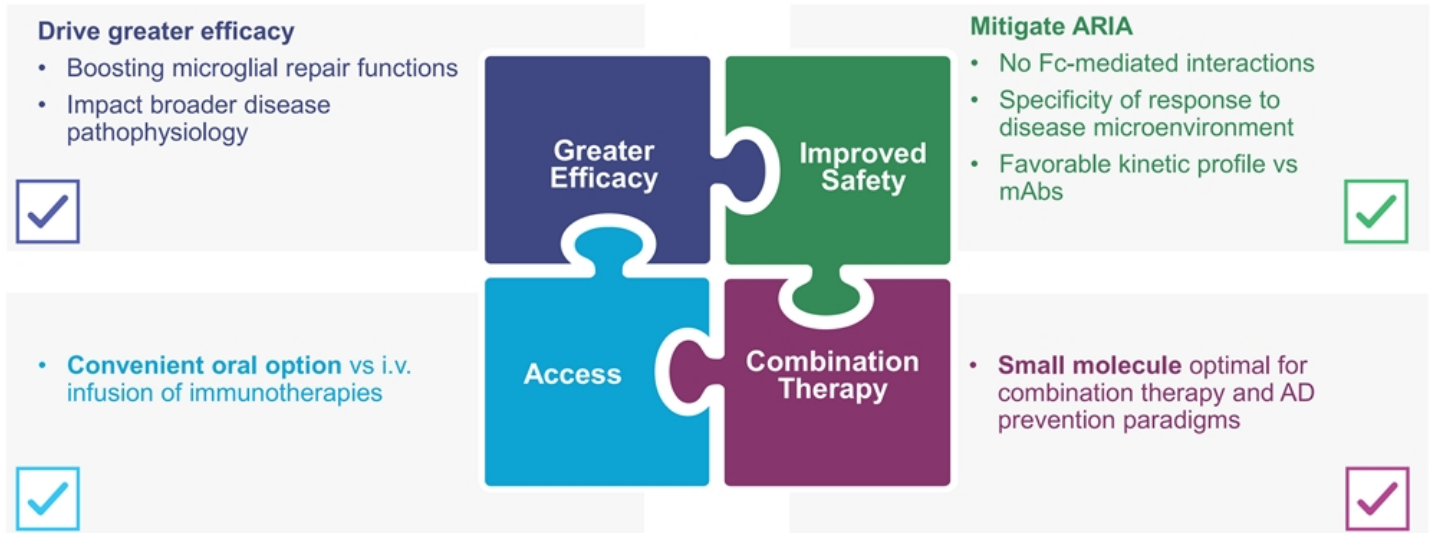 Drive greater efficacy
• Boosting microglial repair functions
• Impact broader disease
pathophysiology
Greater
Efficacy
Improved
Safety
Mitigate ARIA
• No Fc-mediated interactions
• Specificity of response to
disease microenvironment
• Favorable kinetic profile vs
mAbs
• Convenient oral option vs i.v.
infusion of immunotherapies
Access
Combination
Therapy
• Small molecule optimal for
combination therapy and AD
prevention paradigms